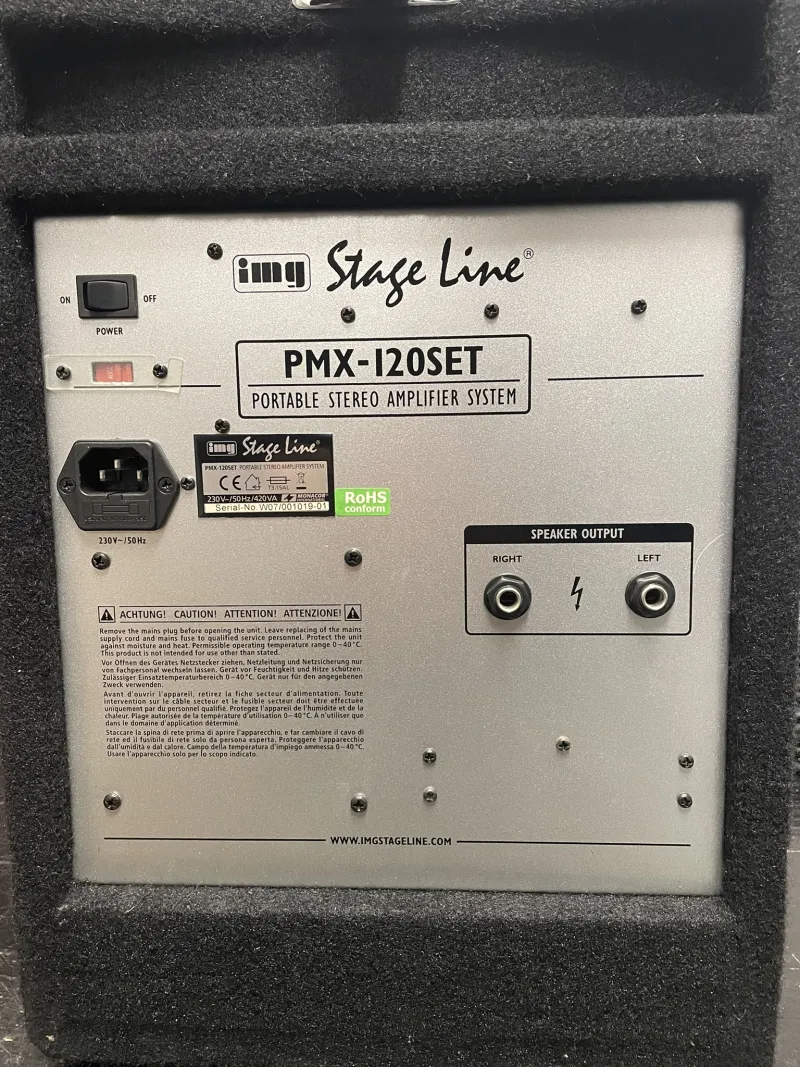 img Stage Line®
ON
OFF
POWER
PMX-120SET
PORTABLE STEREO AMPLIFIER SYSTEM
img Stage Line®
PMX-120SET PORTABLE STEREO AMPLIFIER SYSTEM
CE
T3.15AL
230V~/50Hz/420VA MONACOR
Serial-No W07/001019-01
RoHS
conform
230V~/50Hz
SPEAKER OUTPUT
RIGHT
LEFT
ACHTUNG! CAUTION! ATTENTION! ATTENZIONE!
Remove the mains plug before opening the unit. Leave replacing of the mains
supply cord and mains fuse to qualified service personnel. Protect the unit
against moisture and heat. Permissible operating temperature range 0–40°C.
This product is not intended for use other than stated.
Vor Öffnen des Gerätes Netzstecker ziehen, Netzleitung und Netzsicherung nur
von Fachpersonal wechseln lassen. Gerät vor Feuchtigkeit und Hitze schützen.
Zulässiger Einsatztemperaturbereich 0–40°C. Gerät nur für den angegebenen
Zweck verwenden.
Avant d'ouvrir l'appareil, retirez la fiche secteur d'alimentation. Toute
intervention sur le câble secteur et le fusible secteur doit être effectuée
uniquement par du personnel qualifié. Protegez l'appareil de l'humidité et de la
chaleur. Plage autorisée de la température d'utilisation 0–40°C. A n'utiliser que
dans le domaine d'application déterminé.
Staccare la spina di rete prima di aprire l'apparecchio, e far cambiare il cavo di
rete ed il fusibile di rete solo da persona esperta. Proteggere l'apparecchio
dall'umidità e dal calore. Campo della temperatura d'impiego ammessa 0–40°C.
Usare l'apparecchio solo per lo scopo indicato.
WWW.IMGSTAGELINE.COM